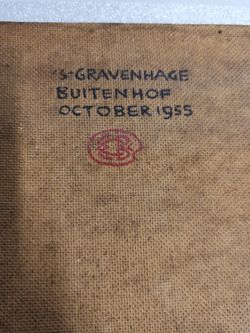 'S-GRAVENHAGE
BUITENHOF
OCTOBER 1955